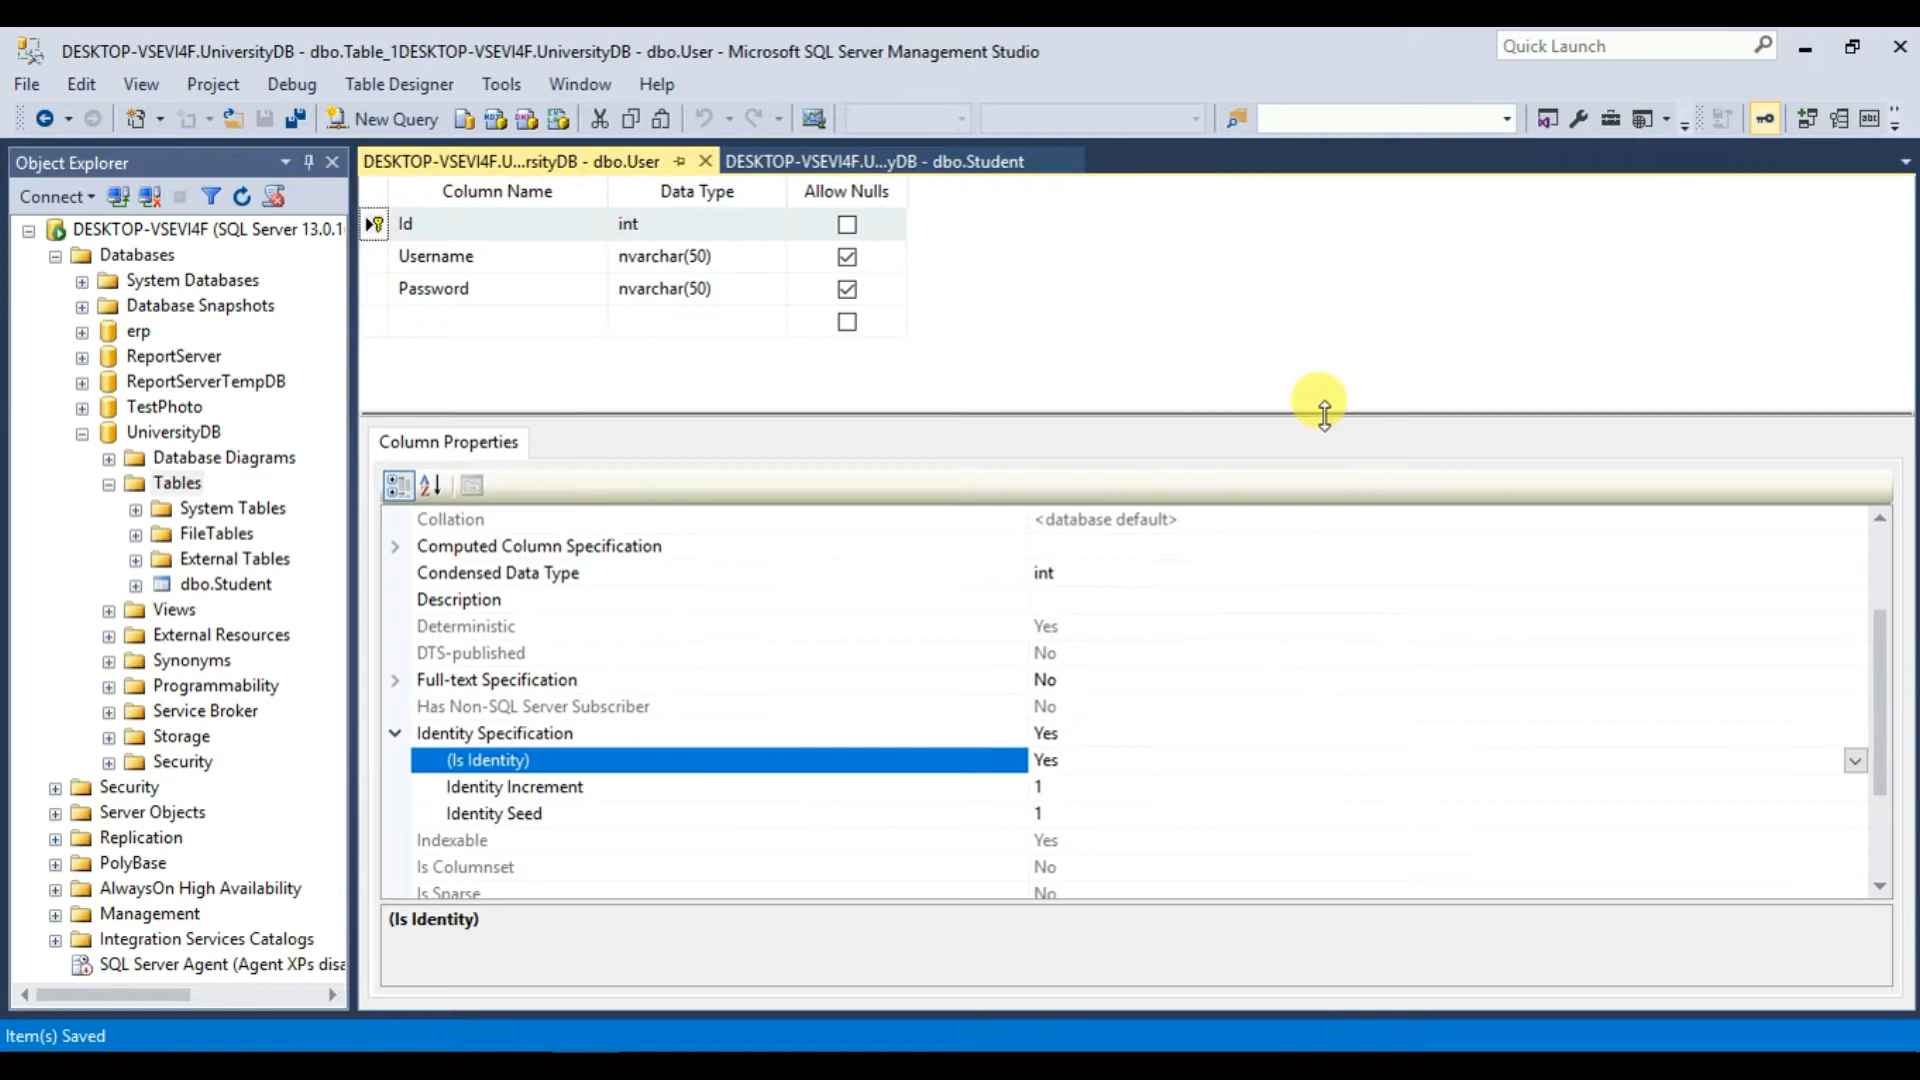 DESKTOP-VSEVI4F.UniversityDB - dbo.Table_1DESKTOP-VSEVI4F.UniversityDB - dbo.User - Microsoft SQL Server Management Studio
Quick Launch
File Edit View Project Debug Table Designer Tools Window Help
New Query
Object Explorer
Connect
DESKTOP-VSEVI4F (SQL Server 13.0.1
Databases
System Databases
Database Snapshots
erp
ReportServer
ReportServerTempDB
TestPhoto
UniversityDB
Database Diagrams
Tables
System Tables
FileTables
External Tables
dbo.Student
Views
External Resources
Synonyms
Programmability
Service Broker
Storage
Security
Security
Server Objects
Replication
PolyBase
AlwaysOn High Availability
Management
Integration Services Catalogs
SQL Server Agent (Agent XPs disa
DESKTOP-VSEVI4F.U...rsityDB - dbo.User
DESKTOP-VSEVI4F.U...yDB - dbo.Student
Column Name Data Type Allow Nulls
Id int
Username nvarchar(50)
Password nvarchar(50)
Column Properties
Collation <database default>
Computed Column Specification
Condensed Data Type int
Description
Deterministic Yes
DTS-published No
Full-text Specification No
Has Non-SQL Server Subscriber No
Identity Specification Yes
(Is Identity) Yes
Identity Increment 1
Identity Seed 1
Indexable Yes
Is Columnset No
Is Sparse No
(Is Identity)
Item(s) Saved